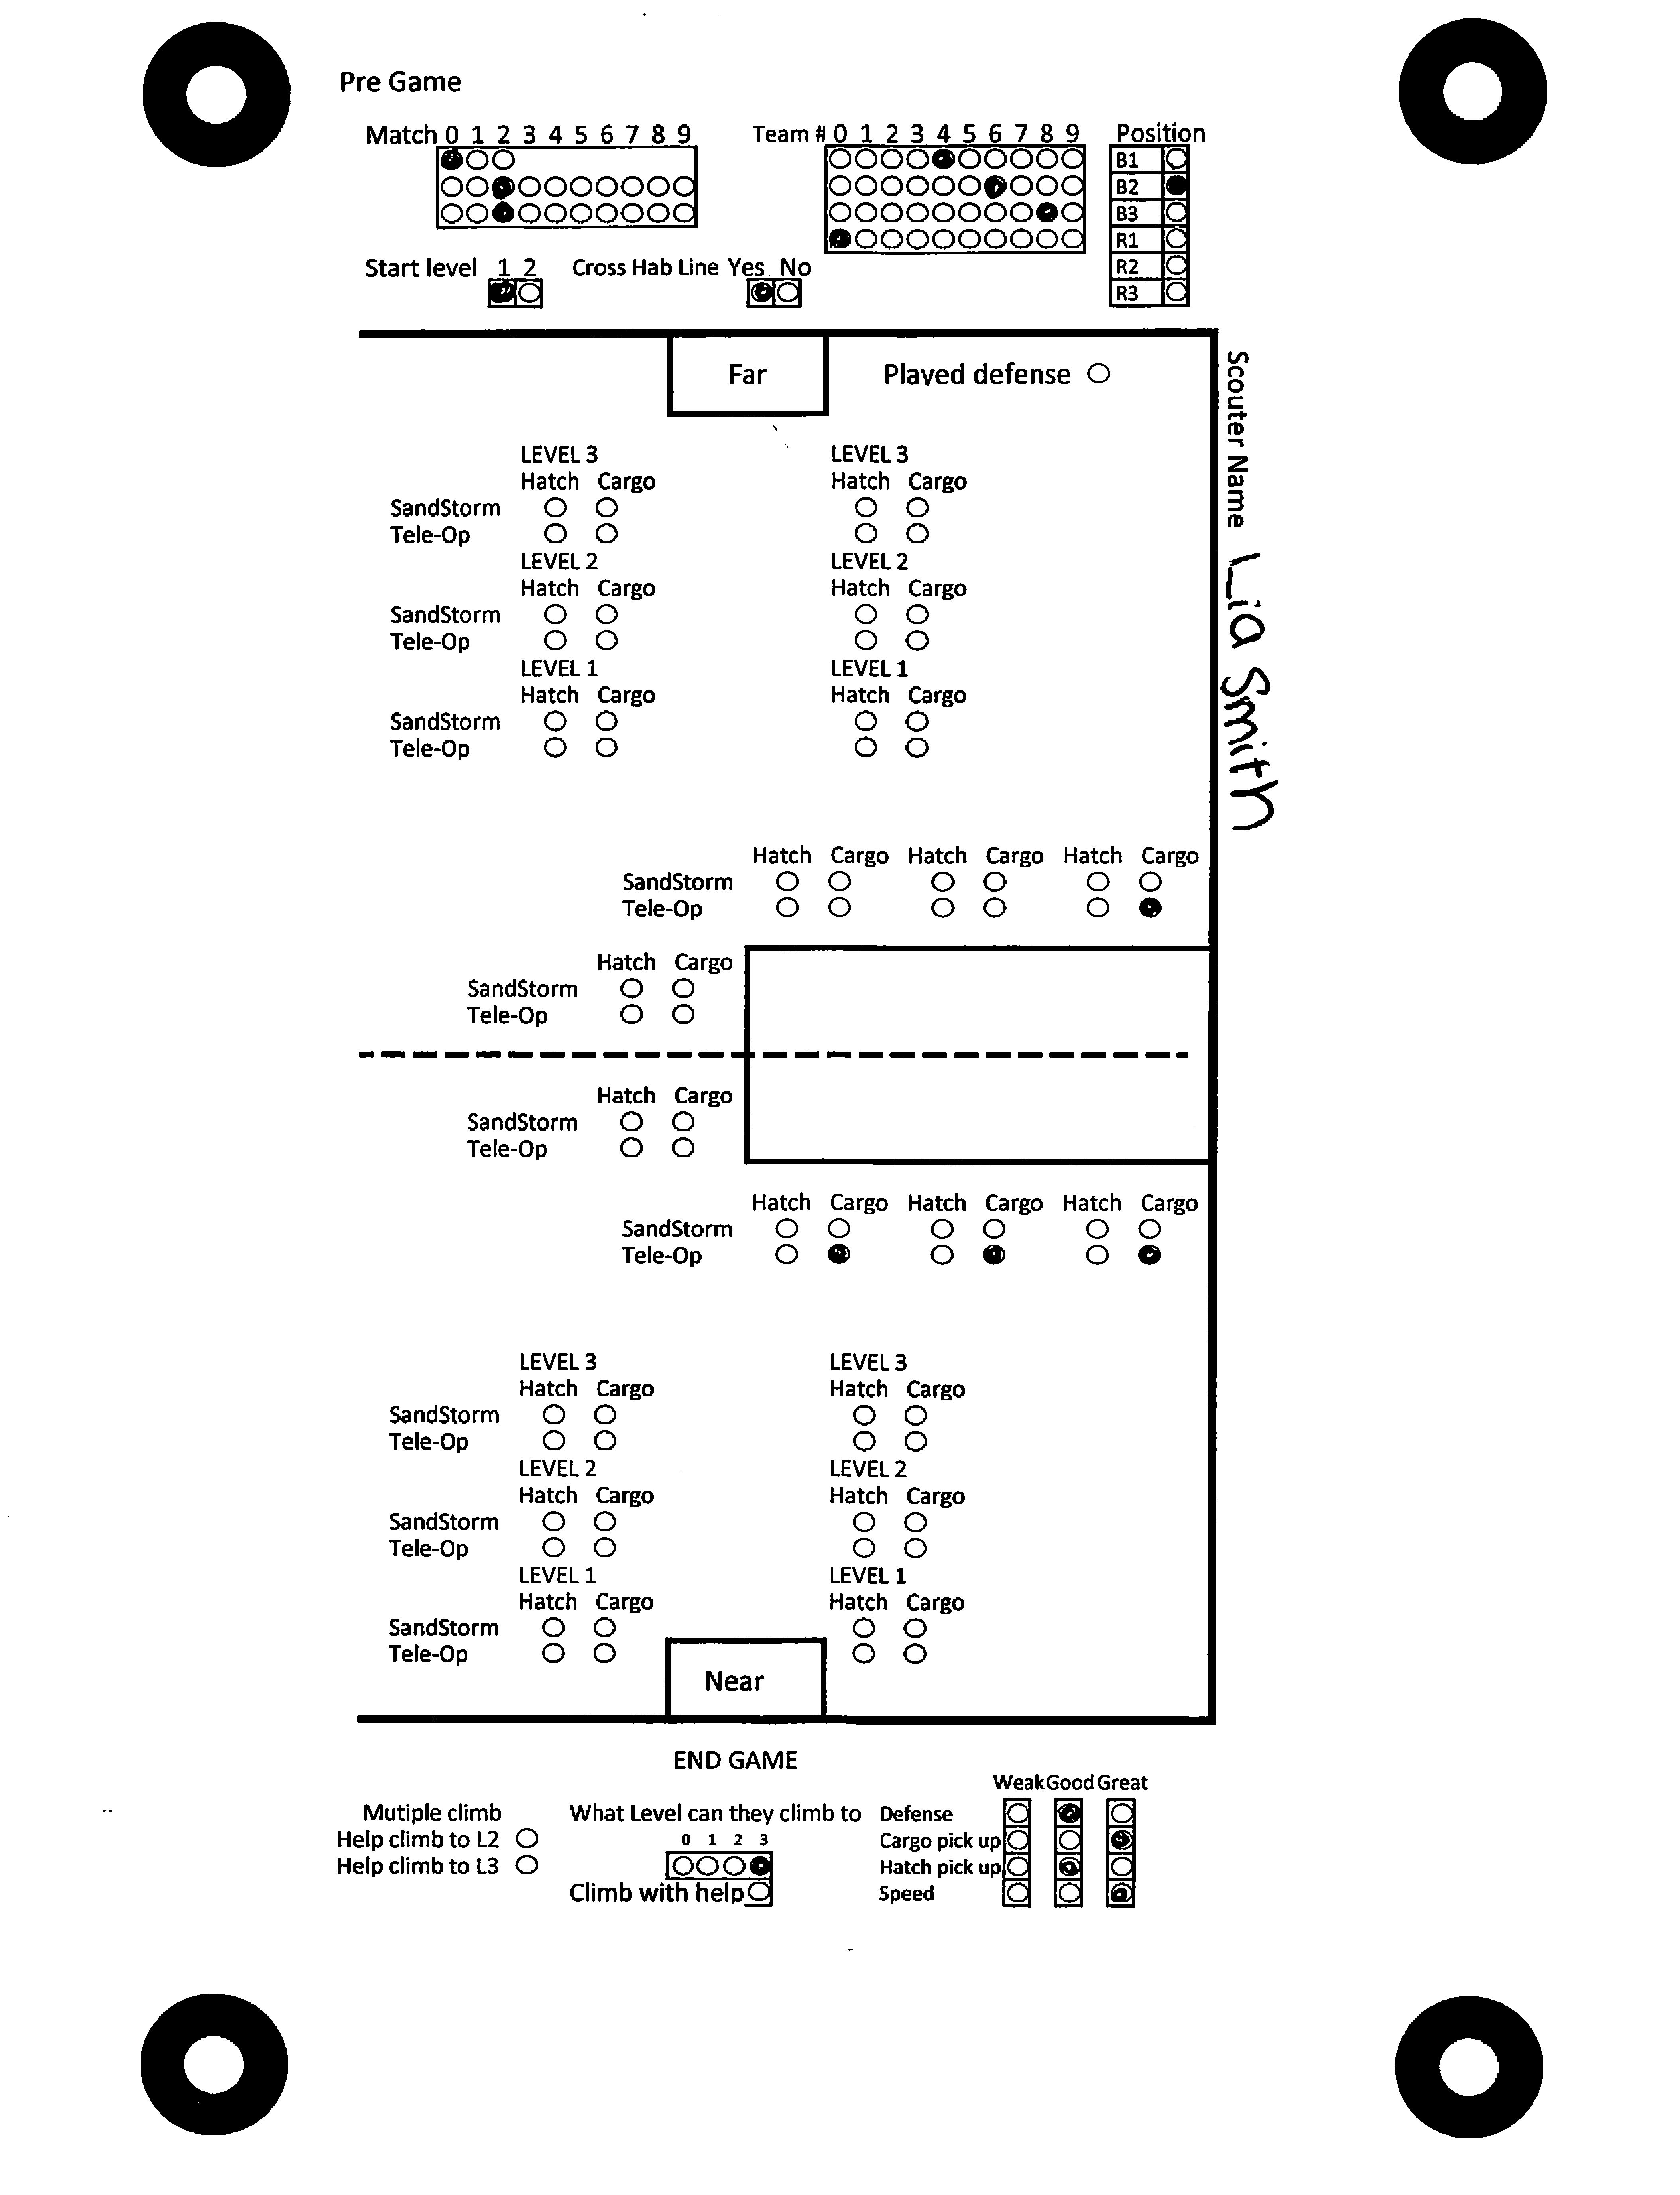 Pre Game
Match 0 1 2 3 4 5 6 7 8 9
Team # 0 1 2 3 4 5 6 7 8 9
Position
B1
B2
B3
R1
R2
R3
Start level 1 2
Cross Hab Line Yes No
Far
Played defense
Scouter Name Lia Smith
LEVEL 3 LEVEL 3
Hatch Cargo Hatch Cargo
SandStorm
Tele-Op
LEVEL 2 LEVEL 2
Hatch Cargo Hatch Cargo
SandStorm
Tele-Op
LEVEL 1 LEVEL 1
Hatch Cargo Hatch Cargo
SandStorm
Tele-Op
Hatch Cargo Hatch Cargo Hatch Cargo
SandStorm
Tele-Op
Hatch Cargo
SandStorm
Tele-Op
Hatch Cargo
SandStorm
Tele-Op
Hatch Cargo Hatch Cargo Hatch Cargo
SandStorm
Tele-Op
LEVEL 3 LEVEL 3
Hatch Cargo Hatch Cargo
SandStorm
Tele-Op
LEVEL 2 LEVEL 2
Hatch Cargo Hatch Cargo
SandStorm
Tele-Op
LEVEL 1 LEVEL 1
Hatch Cargo Hatch Cargo
SandStorm
Tele-Op
Near
END GAME
Mutiple climb
Help climb to L2
Help climb to L3
What Level can they climb to
0 1 2 3
Climb with help
Weak Good Great
Defense
Cargo pick up
Hatch pick up
Speed